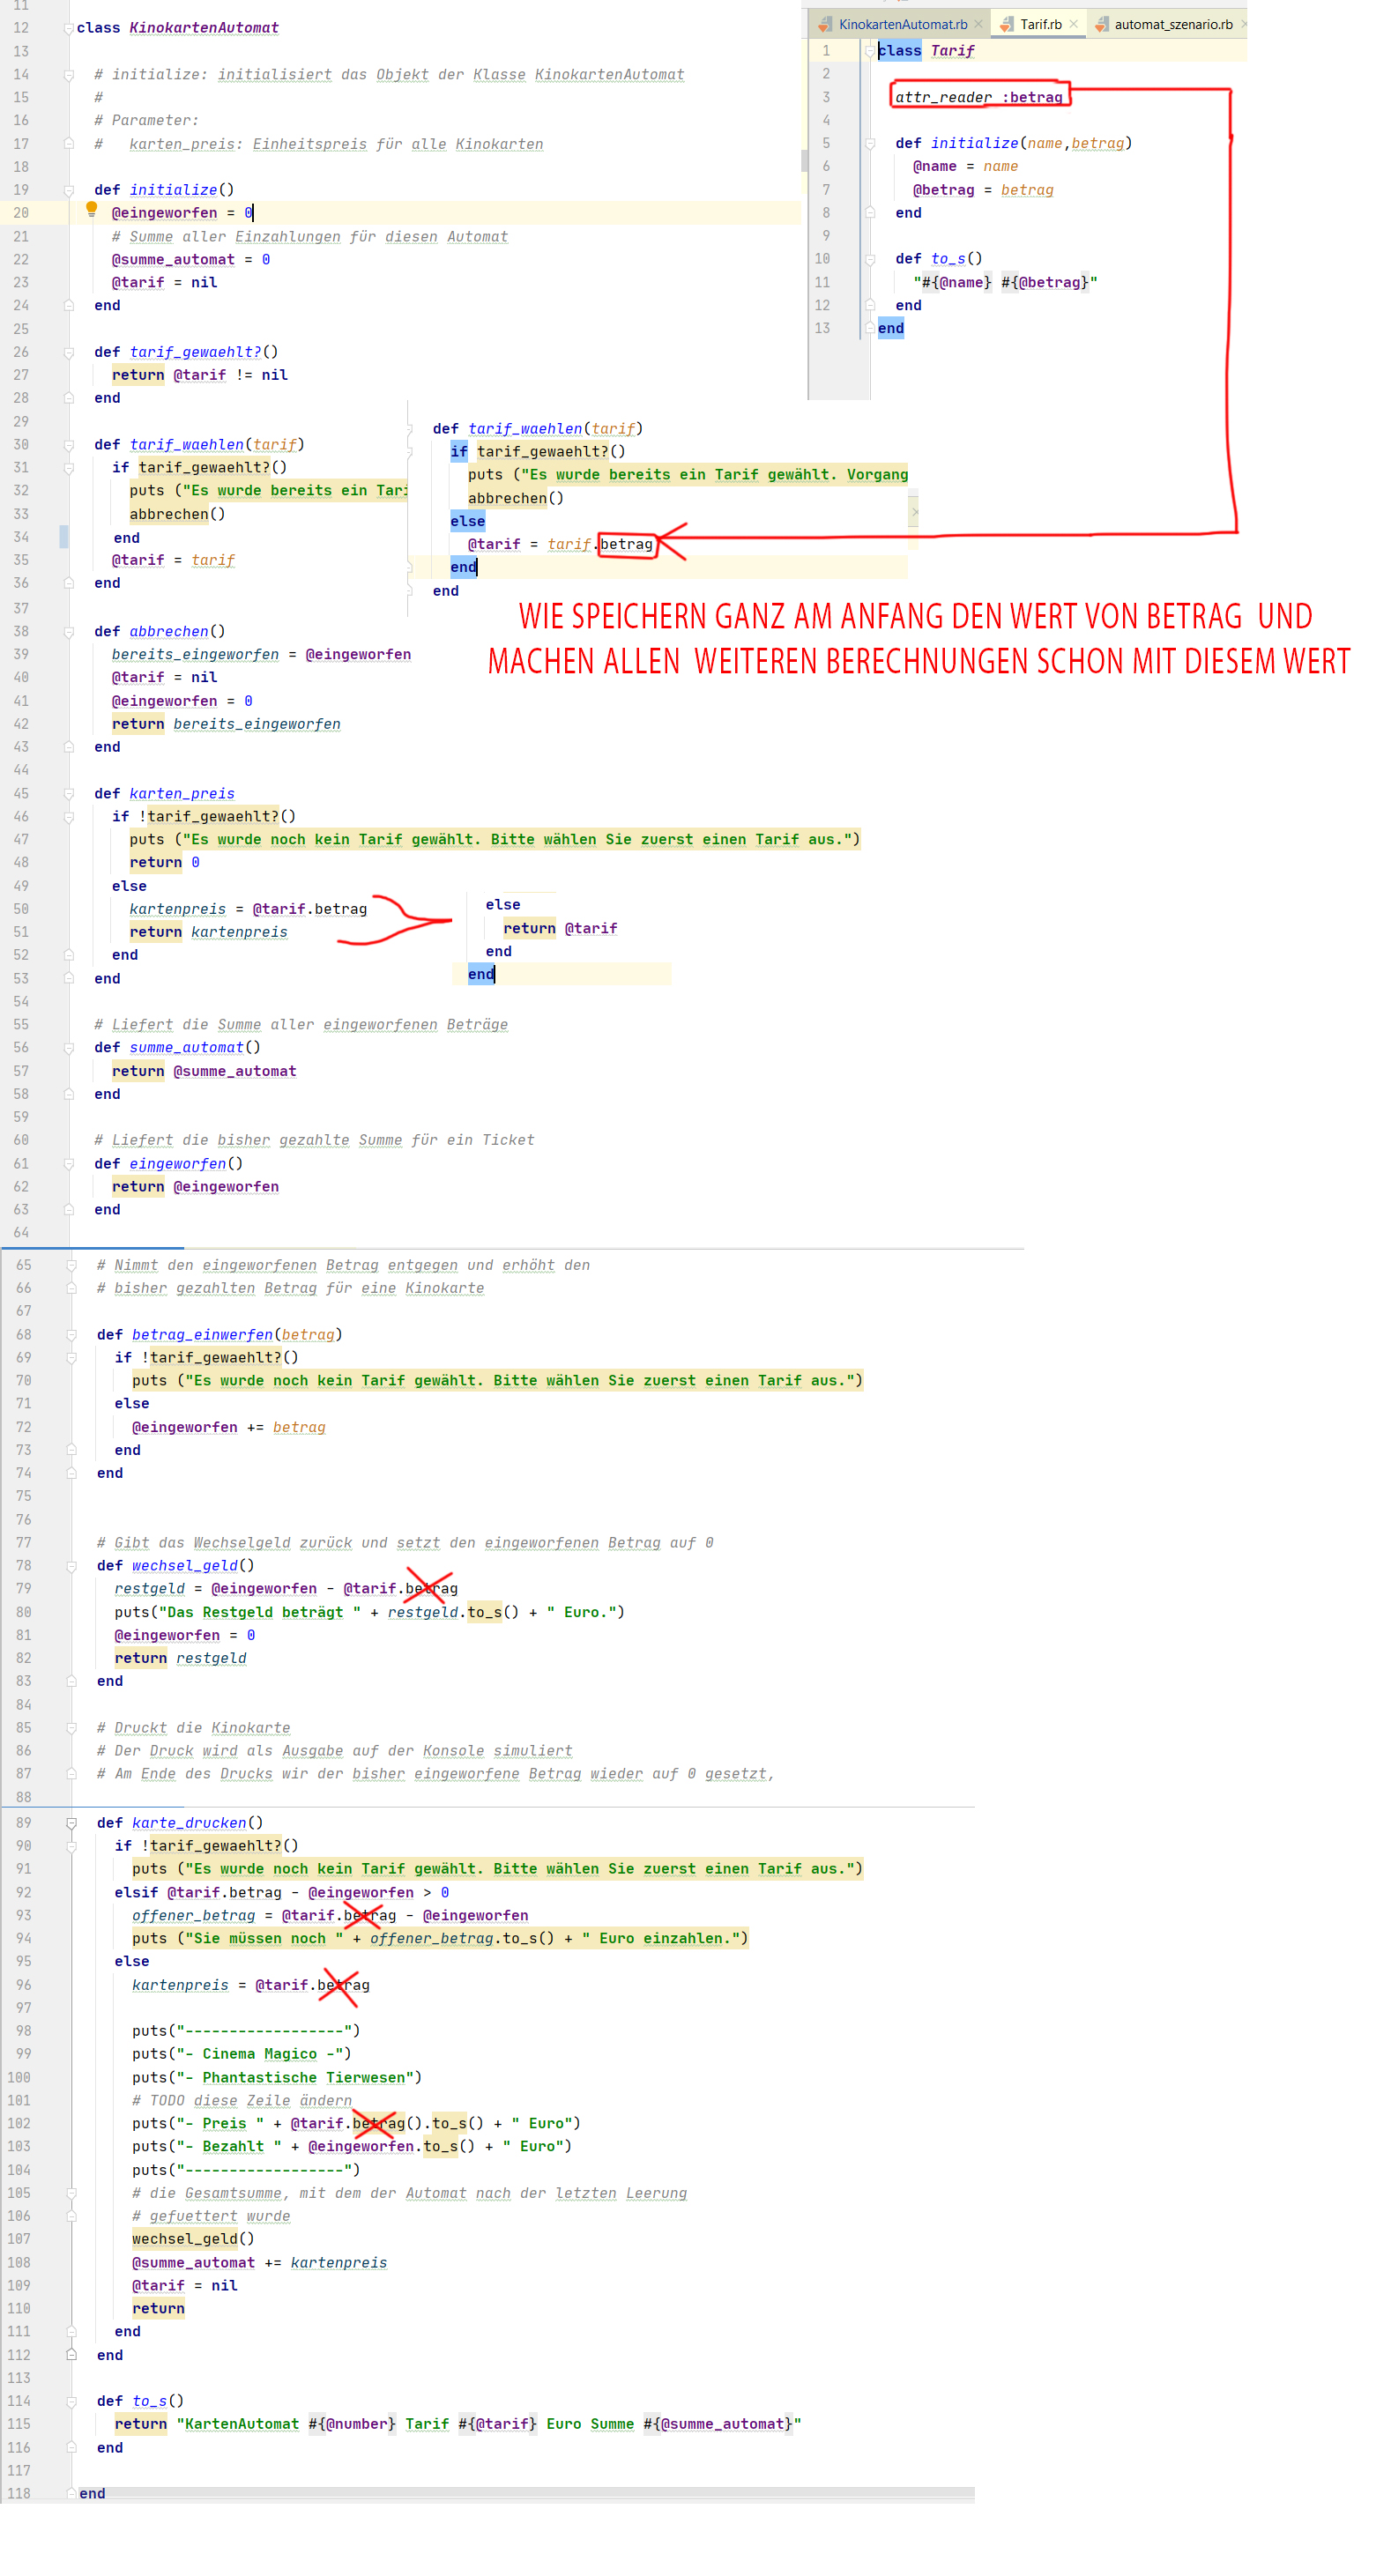 11
12 class KinokartenAutomat
13
14 # initialize: initialisiert das Objekt der Klasse KinokartenAutomat
15 #
16 # Parameter:
17 #   karten_preis: Einheitspreis für alle Kinokarten
18
19 def initialize()
20 @eingeworfen = 0
21 # Summe aller Einzahlungen für diesen Automat
22 @summe_automat = 0
23 @tarif = nil
24 end
25
26 def tarif_gewaehlt?()
27 return @tarif != nil
28 end
29
30 def tarif_waehlen(tarif)
31 if tarif_gewaehlt?()
32 puts ("Es wurde bereits ein Tari
33 abbrechen()
34 end
35 @tarif = tarif
36 end
37
KinokartenAutomat.rb Tarif.rb automat_szenario.rb
1 class Tarif
2
3 attr_reader :betrag
4
5 def initialize(name,betrag)
6 @name = name
7 @betrag = betrag
8 end
9
10 def to_s()
11 "#{@name} #{@betrag}"
12 end
13 end
def tarif_waehlen(tarif)
if tarif_gewaehlt?()
puts ("Es wurde bereits ein Tarif gewählt. Vorgang
abbrechen()
else
@tarif = tarif.betrag
end
end
WIE SPEICHERN GANZ AM ANFANG DEN WERT VON BETRAG UND
MACHEN ALLEN WEITEREN BERECHNUNGEN SCHON MIT DIESEM WERT
38 def abbrechen()
39 bereits_eingeworfen = @eingeworfen
40 @tarif = nil
41 @eingeworfen = 0
42 return bereits_eingeworfen
43 end
44
45 def karten_preis
46 if !tarif_gewaehlt?()
47 puts ("Es wurde noch kein Tarif gewählt. Bitte wählen Sie zuerst einen Tarif aus.")
48 return 0
49 else
50 kartenpreis = @tarif.betrag
51 return kartenpreis
52 end
53 end
54
else
return @tarif
end
end
55 # Liefert die Summe aller eingeworfenen Beträge
56 def summe_automat()
57 return @summe_automat
58 end
59
60 # Liefert die bisher gezahlte Summe für ein Ticket
61 def eingeworfen()
62 return @eingeworfen
63 end
64
65 # Nimmt den eingeworfenen Betrag entgegen und erhöht den
66 # bisher gezahlten Betrag für eine Kinokarte
67
68 def betrag_einwerfen(betrag)
69 if !tarif_gewaehlt?()
70 puts ("Es wurde noch kein Tarif gewählt. Bitte wählen Sie zuerst einen Tarif aus.")
71 else
72 @eingeworfen += betrag
73 end
74 end
75
76
77 # Gibt das Wechselgeld zurück und setzt den eingeworfenen Betrag auf 0
78 def wechsel_geld()
79 restgeld = @eingeworfen - @tarif.betrag
80 puts("Das Restgeld beträgt " + restgeld.to_s() + " Euro.")
81 @eingeworfen = 0
82 return restgeld
83 end
84
85 # Druckt die Kinokarte
86 # Der Druck wird als Ausgabe auf der Konsole simuliert
87 # Am Ende des Drucks wir der bisher eingeworfene Betrag wieder auf 0 gesetzt,
88
89 def karte_drucken()
90 if !tarif_gewaehlt?()
91 puts ("Es wurde noch kein Tarif gewählt. Bitte wählen Sie zuerst einen Tarif aus.")
92 elsif @tarif.betrag - @eingeworfen > 0
93 offener_betrag = @tarif.betrag - @eingeworfen
94 puts ("Sie müssen noch " + offener_betrag.to_s() + " Euro einzahlen.")
95 else
96 kartenpreis = @tarif.betrag
97
98 puts("------------------")
99 puts("- Cinema Magico -")
100 puts("- Phantastische Tierwesen")
101 # TODO diese Zeile ändern
102 puts("- Preis " + @tarif.betrag().to_s() + " Euro")
103 puts("- Bezahlt " + @eingeworfen.to_s() + " Euro")
104 puts("------------------")
105 # die Gesamtsumme, mit dem der Automat nach der letzten Leerung
106 # gefuettert wurde
107 wechsel_geld()
108 @summe_automat += kartenpreis
109 @tarif = nil
110 return
111 end
112 end
113
114 def to_s()
115 return "KartenAutomat #{@number} Tarif #{@tarif} Euro Summe #{@summe_automat}"
116 end
117
118 end